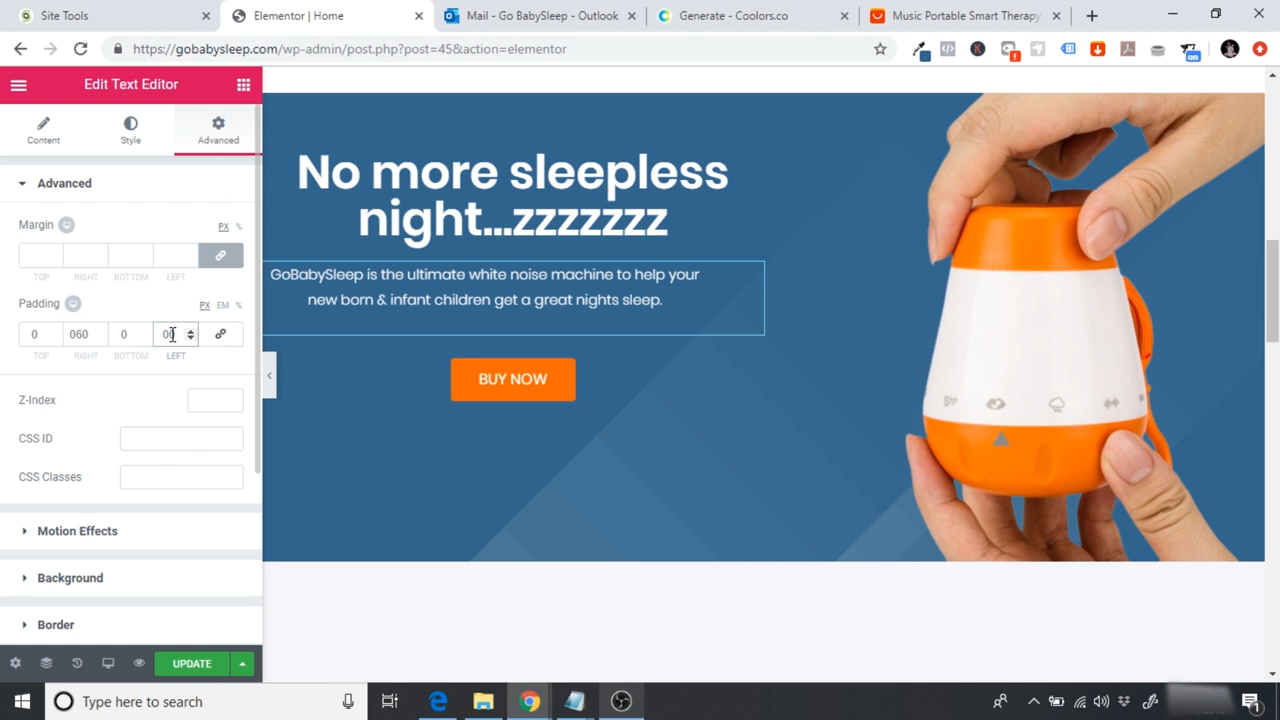 Site Tools
Elementor | Home
Mail - Go BabySleep - Outlook
Generate - Coolors.co
Music Portable Smart Therapy
https://gobabysleep.com/wp-admin/post.php?post=45&action=elementor
on
Edit Text Editor
Content
Style
Advanced
Advanced
Margin
PX %
TOP RIGHT BOTTOM LEFT
Padding
PX EM %
0 060 0 00
TOP RIGHT BOTTOM LEFT
Z-Index
CSS ID
CSS Classes
Motion Effects
Background
Border
UPDATE
No more sleepless
night...zzzzzzz
GoBabySleep is the ultimate white noise machine to help your
new born & infant children get a great nights sleep.
BUY NOW
Type here to search